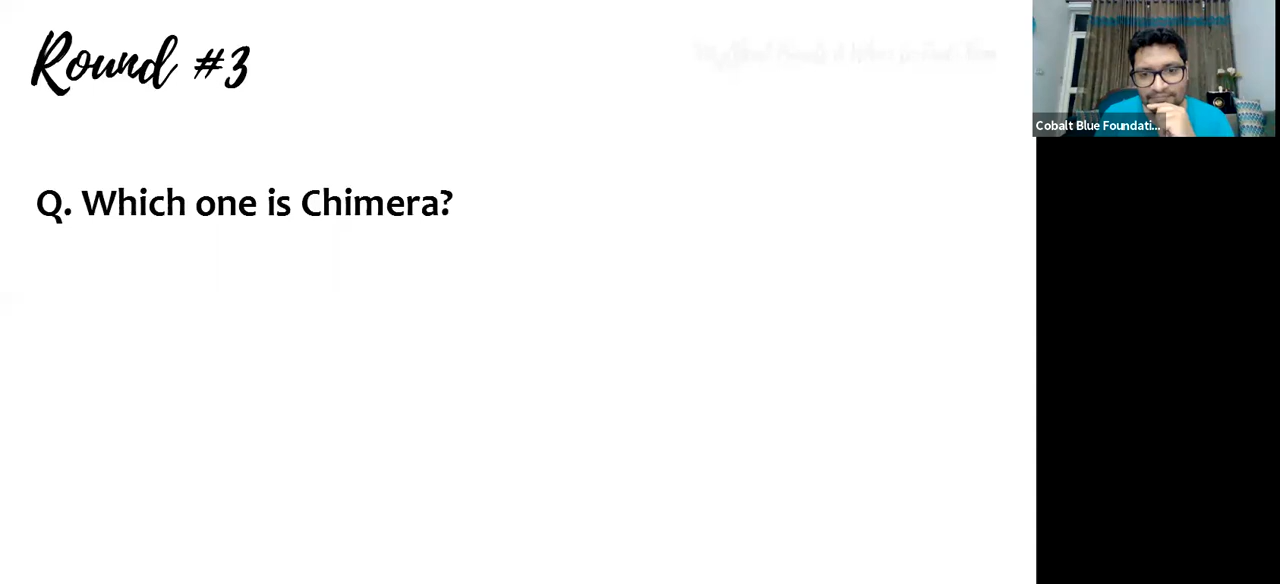 Round #3
Cobalt Blue Foundati...
Q. Which one is Chimera?